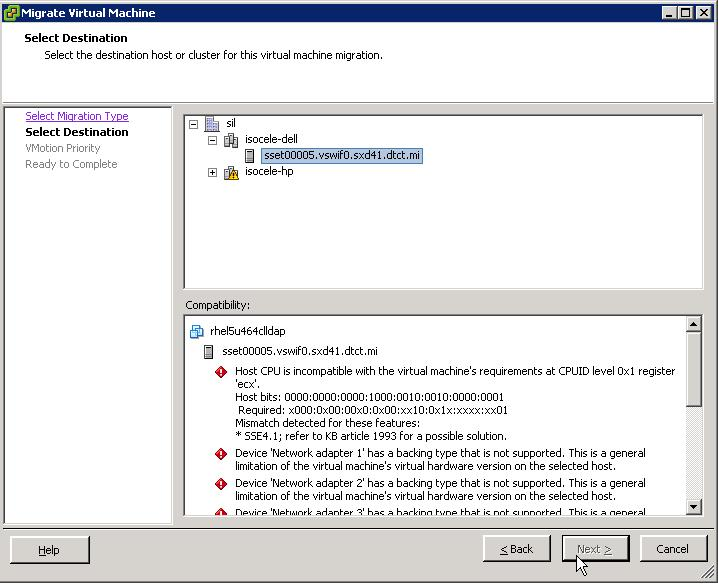 Migrate Virtual Machine
Select Destination
Select the destination host or cluster for this virtual machine migration.
Select Migration Type
Select Destination
VMotion Priority
Ready to Complete
sil
isocele-dell
sset00005.vswif0.sxd41.dtct.mi
isocele-hp
Compatibility:
rhel5u464clldap
sset00005.vswif0.sxd41.dtct.mi
Host CPU is incompatible with the virtual machine's requirements at CPUID level 0x1 register
'ecx'.
Host bits: 0000:0000:0000:1000:0010:0010:0000:0001
Required: x000:0x00:00x0:0x00:xx10:0x1x:xxxx:xx01
Mismatch detected for these features:
* SSE4.1; refer to KB article 1993 for a possible solution.
Device 'Network adapter 1' has a backing type that is not supported. This is a general
limitation of the virtual machine's virtual hardware version on the selected host.
Device 'Network adapter 2' has a backing type that is not supported. This is a general
limitation of the virtual machine's virtual hardware version on the selected host.
Device 'Network adapter 3' has a backing type that is not supported. This is a general
Help
< Back
Next >
Cancel